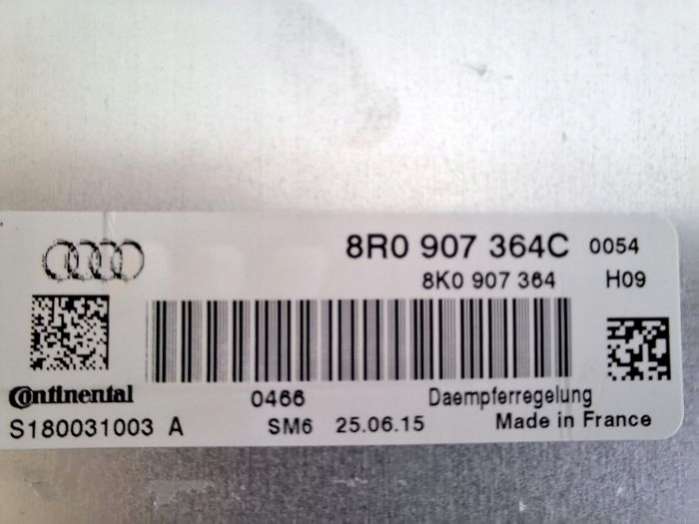 8R0 907 364C 0054
8K0 907 364 H09
Continental 0466 Daempferregelung
S180031003 A SM6 25.06.15 Made in France